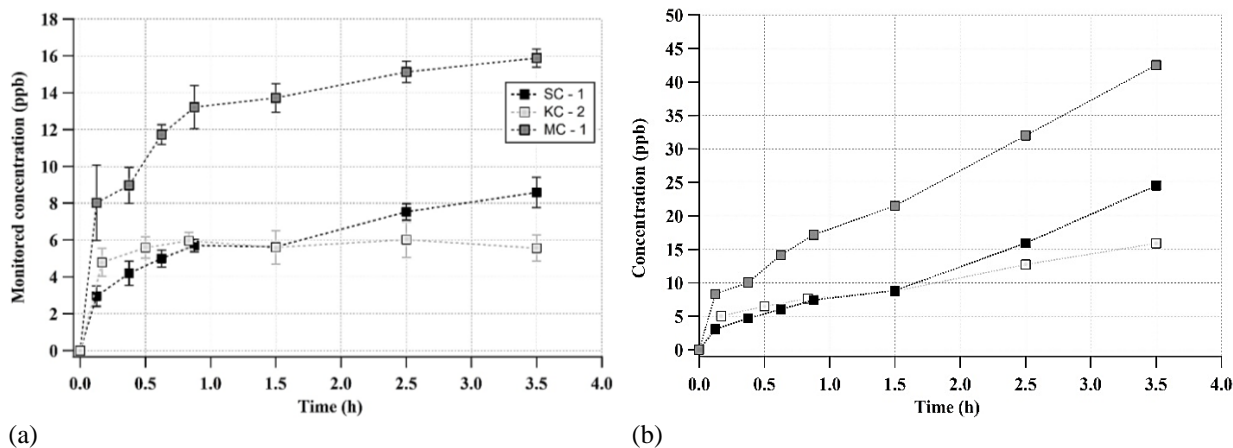 18
16
14
12
10
8
6
4
2
0
Monitored concentration (ppb)
SC - 1
KC - 2
MC - 1
0.0 0.5 1.0 1.5 2.0 2.5 3.0 3.5 4.0
Time (h)
(a)
50
45
40
35
30
25
20
15
10
5
0
Concentration (ppb)
0.0 0.5 1.0 1.5 2.0 2.5 3.0 3.5 4.0
Time (h)
(b)